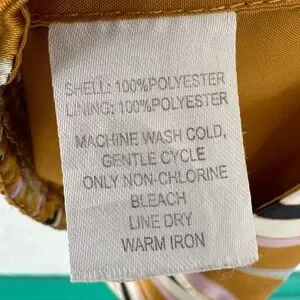 SHELL: 100%POLYESTER
LINING: 100%POLYESTER
MACHINE WASH COLD,
GENTLE CYCLE
ONLY NON-CHLORINE
BLEACH
LINE DRY
WARM IRON